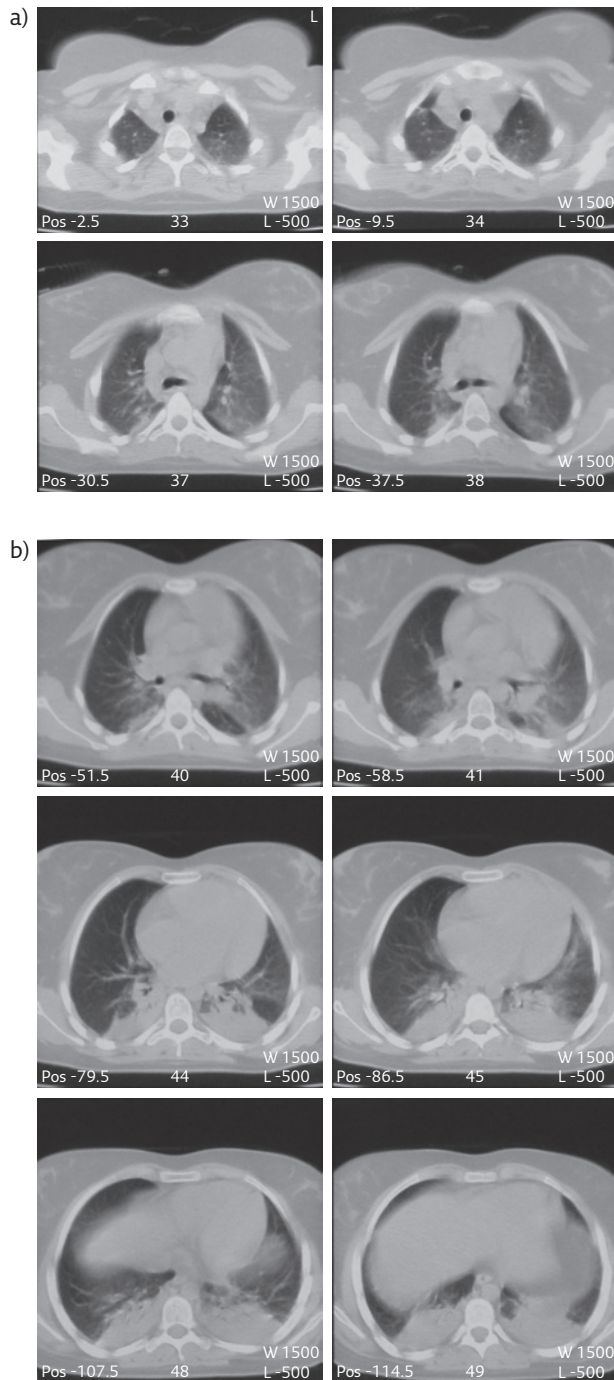 a)
L
W 1500
Pos -2.5 33 L -500
W 1500
Pos -9.5 34 L -500
W 1500
Pos -30.5 37 L -500
W 1500
Pos -37.5 38 L -500
b)
W 1500
Pos -51.5 40 L -500
W 1500
Pos -58.5 41 L -500
W 1500
Pos -79.5 44 L -500
W 1500
Pos -86.5 45 L -500
W 1500
Pos -107.5 48 L -500
W 1500
Pos -114.5 49 L -500